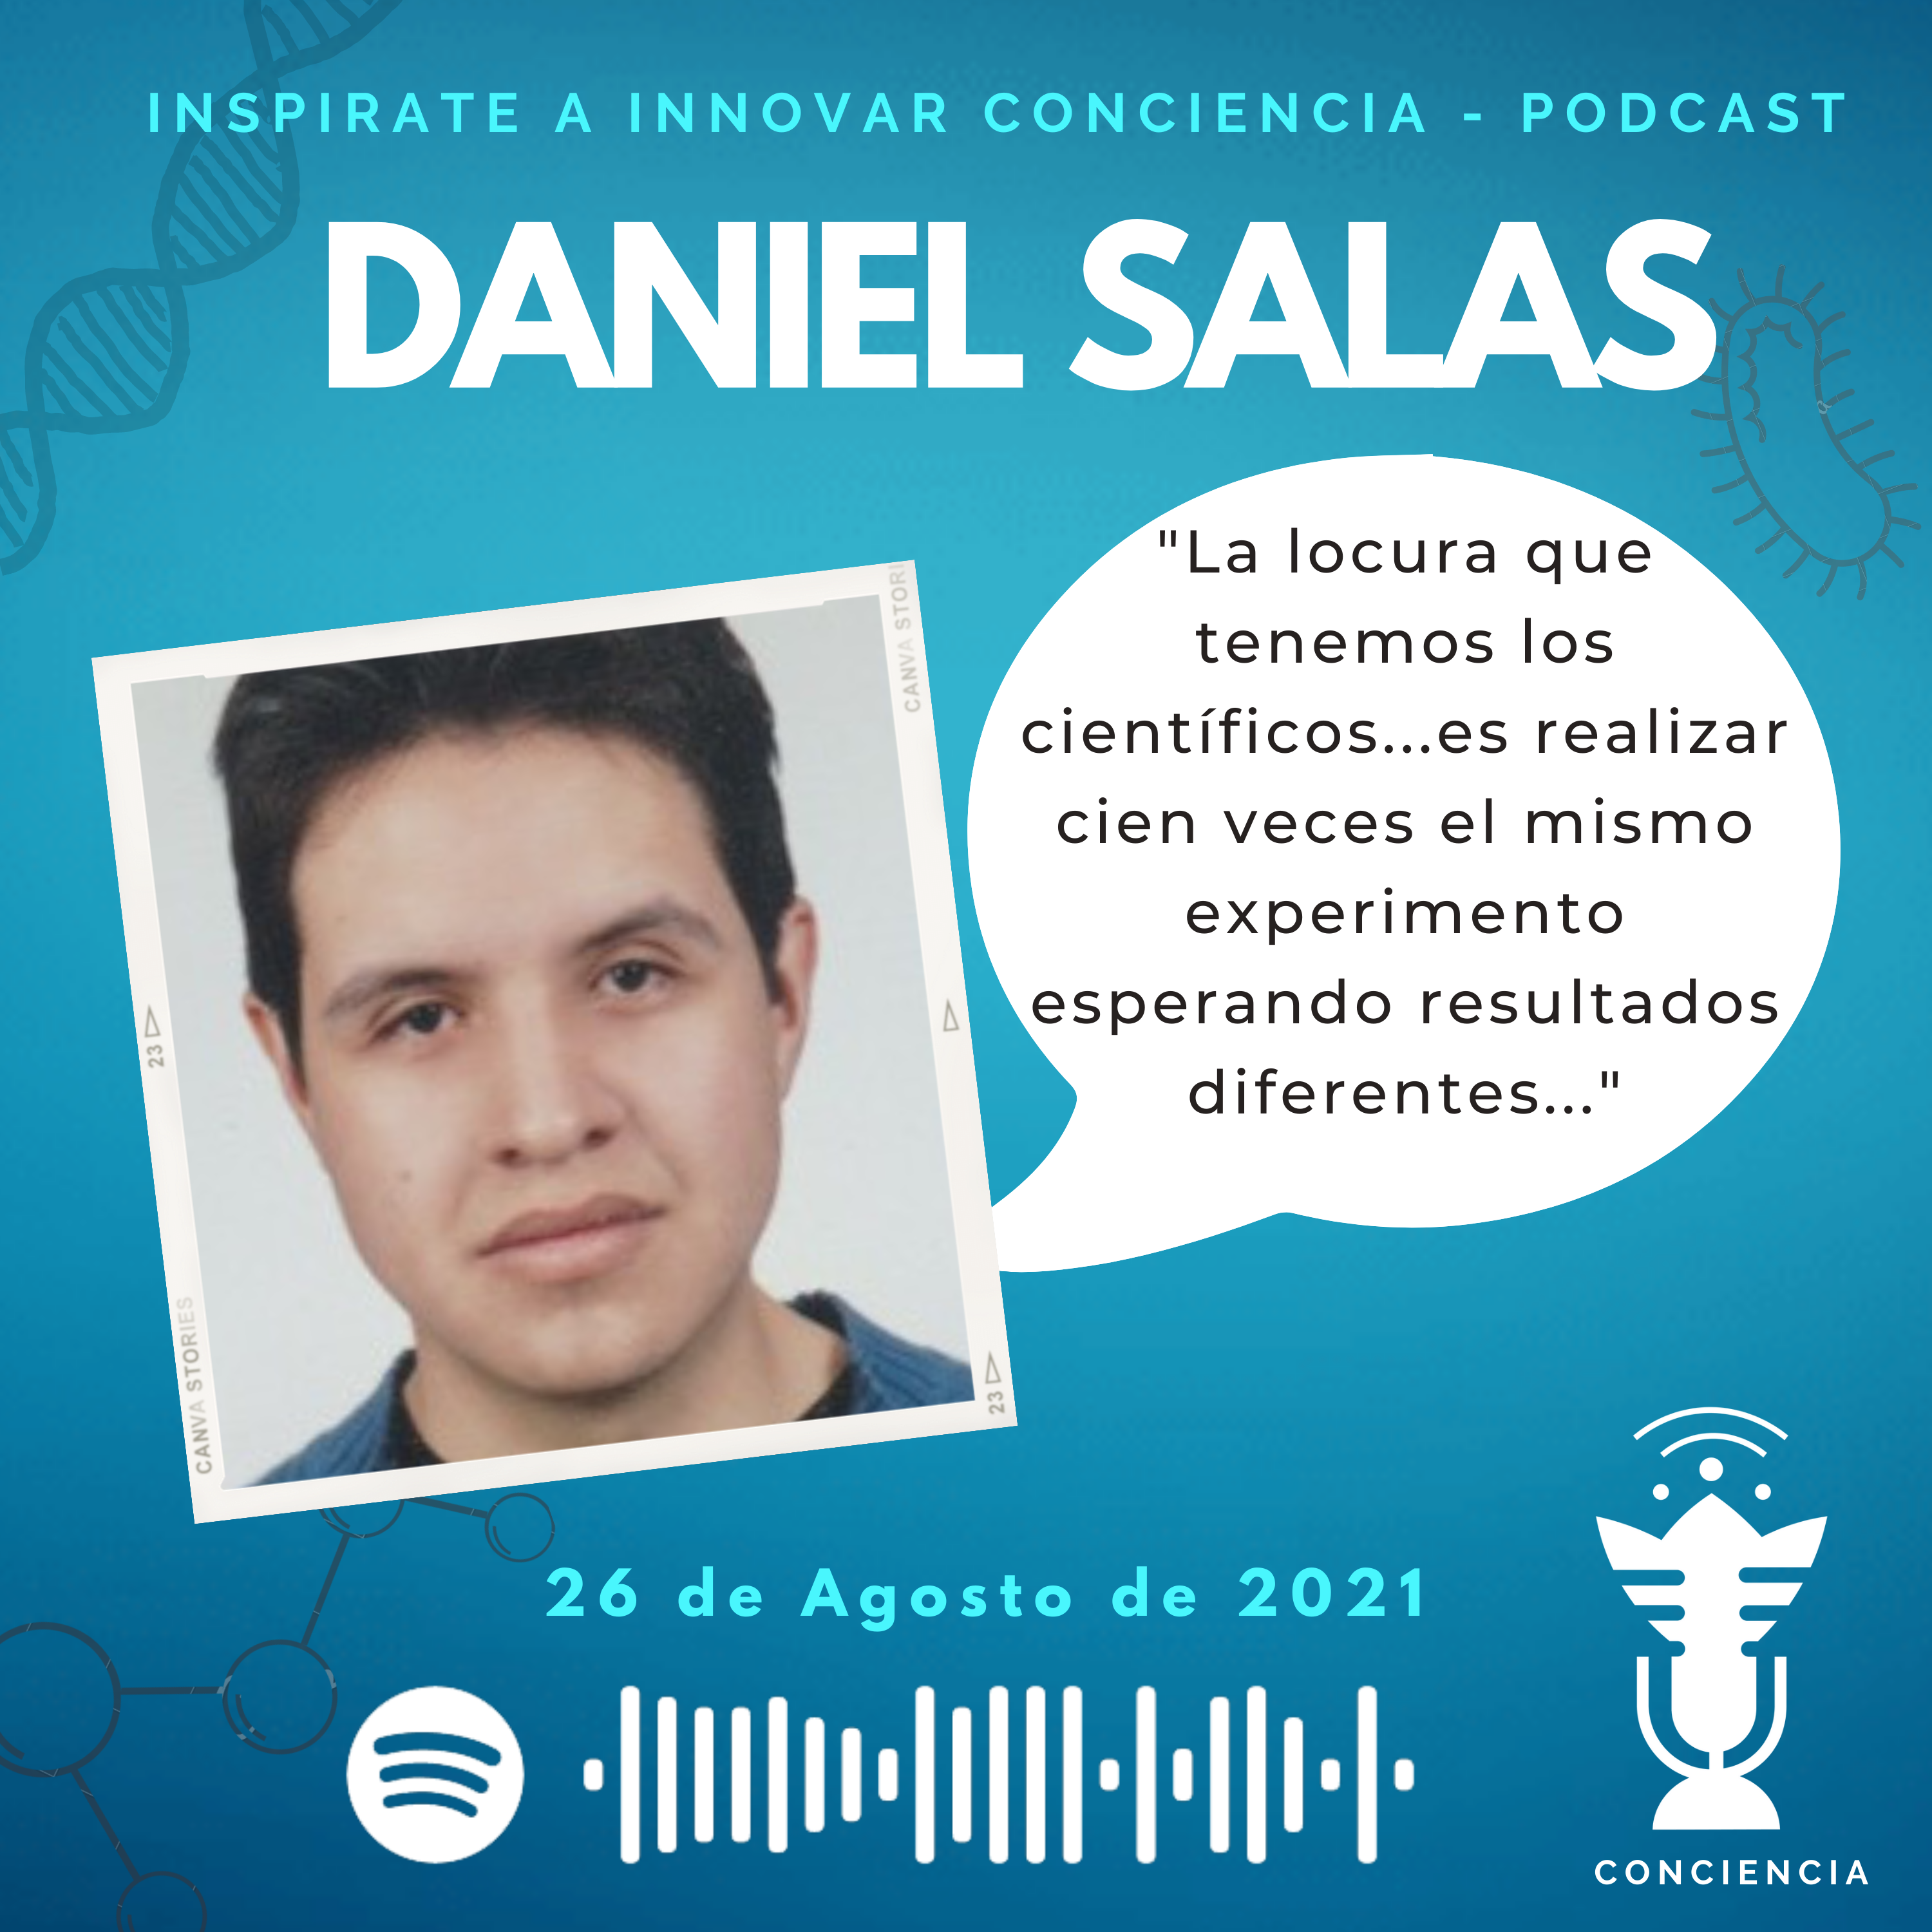 INSPIRATE A INNOVAR CONCIENCIA - PODCAST
DANIEL SALAS
"La locura que
tenemos los
científicos...es realizar
cien veces el mismo
experimento
esperando resultados
diferentes..."
CANVA STORI
23
CANVA STORIES
23
26 de Agosto de 2021
CONCIENCIA